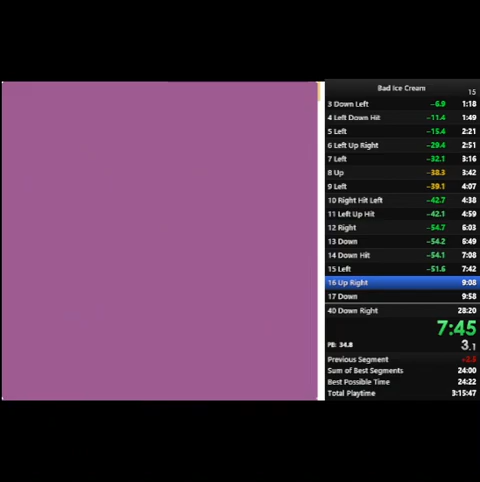 Bad Ice Cream
15
3 Down Left -6.9 1:18
4 Left Down Hit -11.4 1:49
5 Left -15.4 2:21
6 Left Up Right -29.4 2:51
7 Left -32.1 3:16
8 Up -38.3 3:42
9 Left -39.1 4:07
10 Right Hit Left -42.7 4:38
11 Left Up Hit -42.1 4:59
12 Right -54.7 6:03
13 Down -54.2 6:49
14 Down Hit -54.1 7:08
15 Left -51.6 7:42
16 Up Right 9:08
17 Down 9:58
40 Down Right 28:20
7:45
PB: 34.8 3.1
Previous Segment +2.5
Sum of Best Segments 24:00
Best Possible Time 24:22
Total Playtime 3:15:47